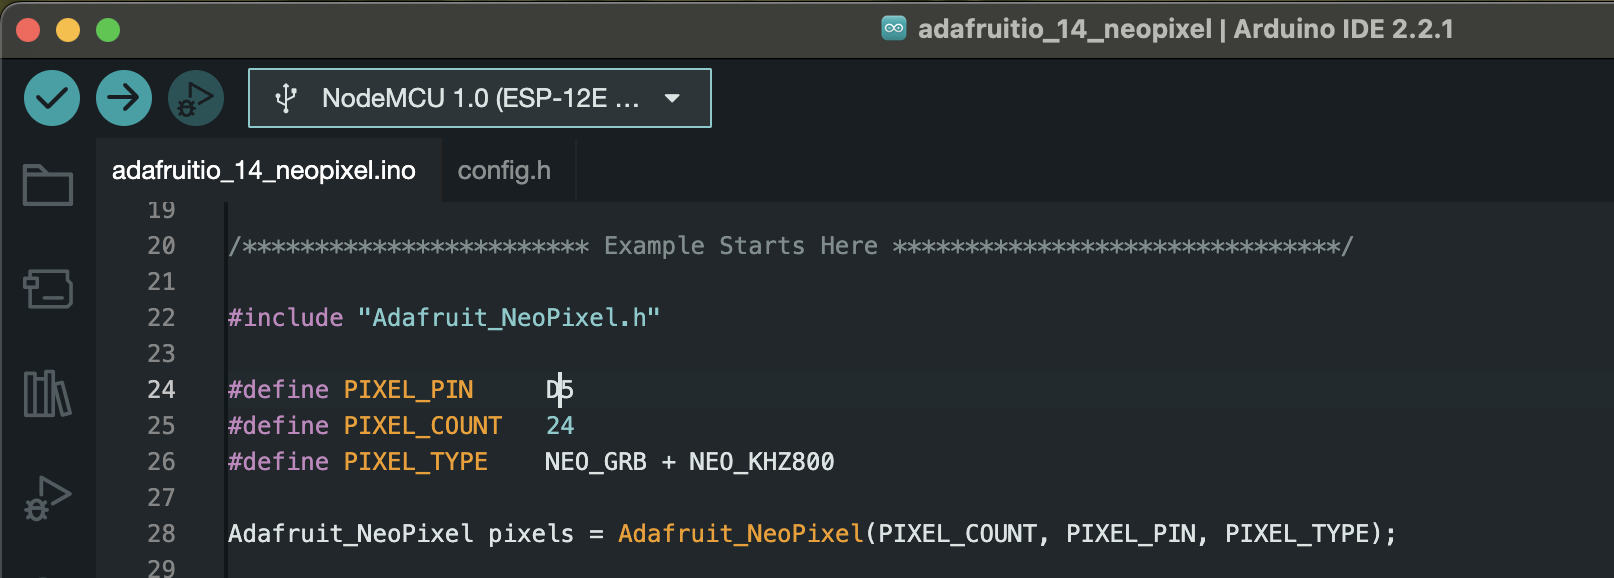 adafruitio_14_neopixel | Arduino IDE 2.2.1
NodeMCU 1.0 (ESP-12E ...
adafruitio_14_neopixel.ino config.h
19
20 /************************ Example Starts Here *******************************/
21
22 #include "Adafruit_NeoPixel.h"
23
24 #define PIXEL_PIN D5
25 #define PIXEL_COUNT 24
26 #define PIXEL_TYPE NEO_GRB + NEO_KHZ800
27
28 Adafruit_NeoPixel pixels = Adafruit_NeoPixel(PIXEL_COUNT, PIXEL_PIN, PIXEL_TYPE);
29